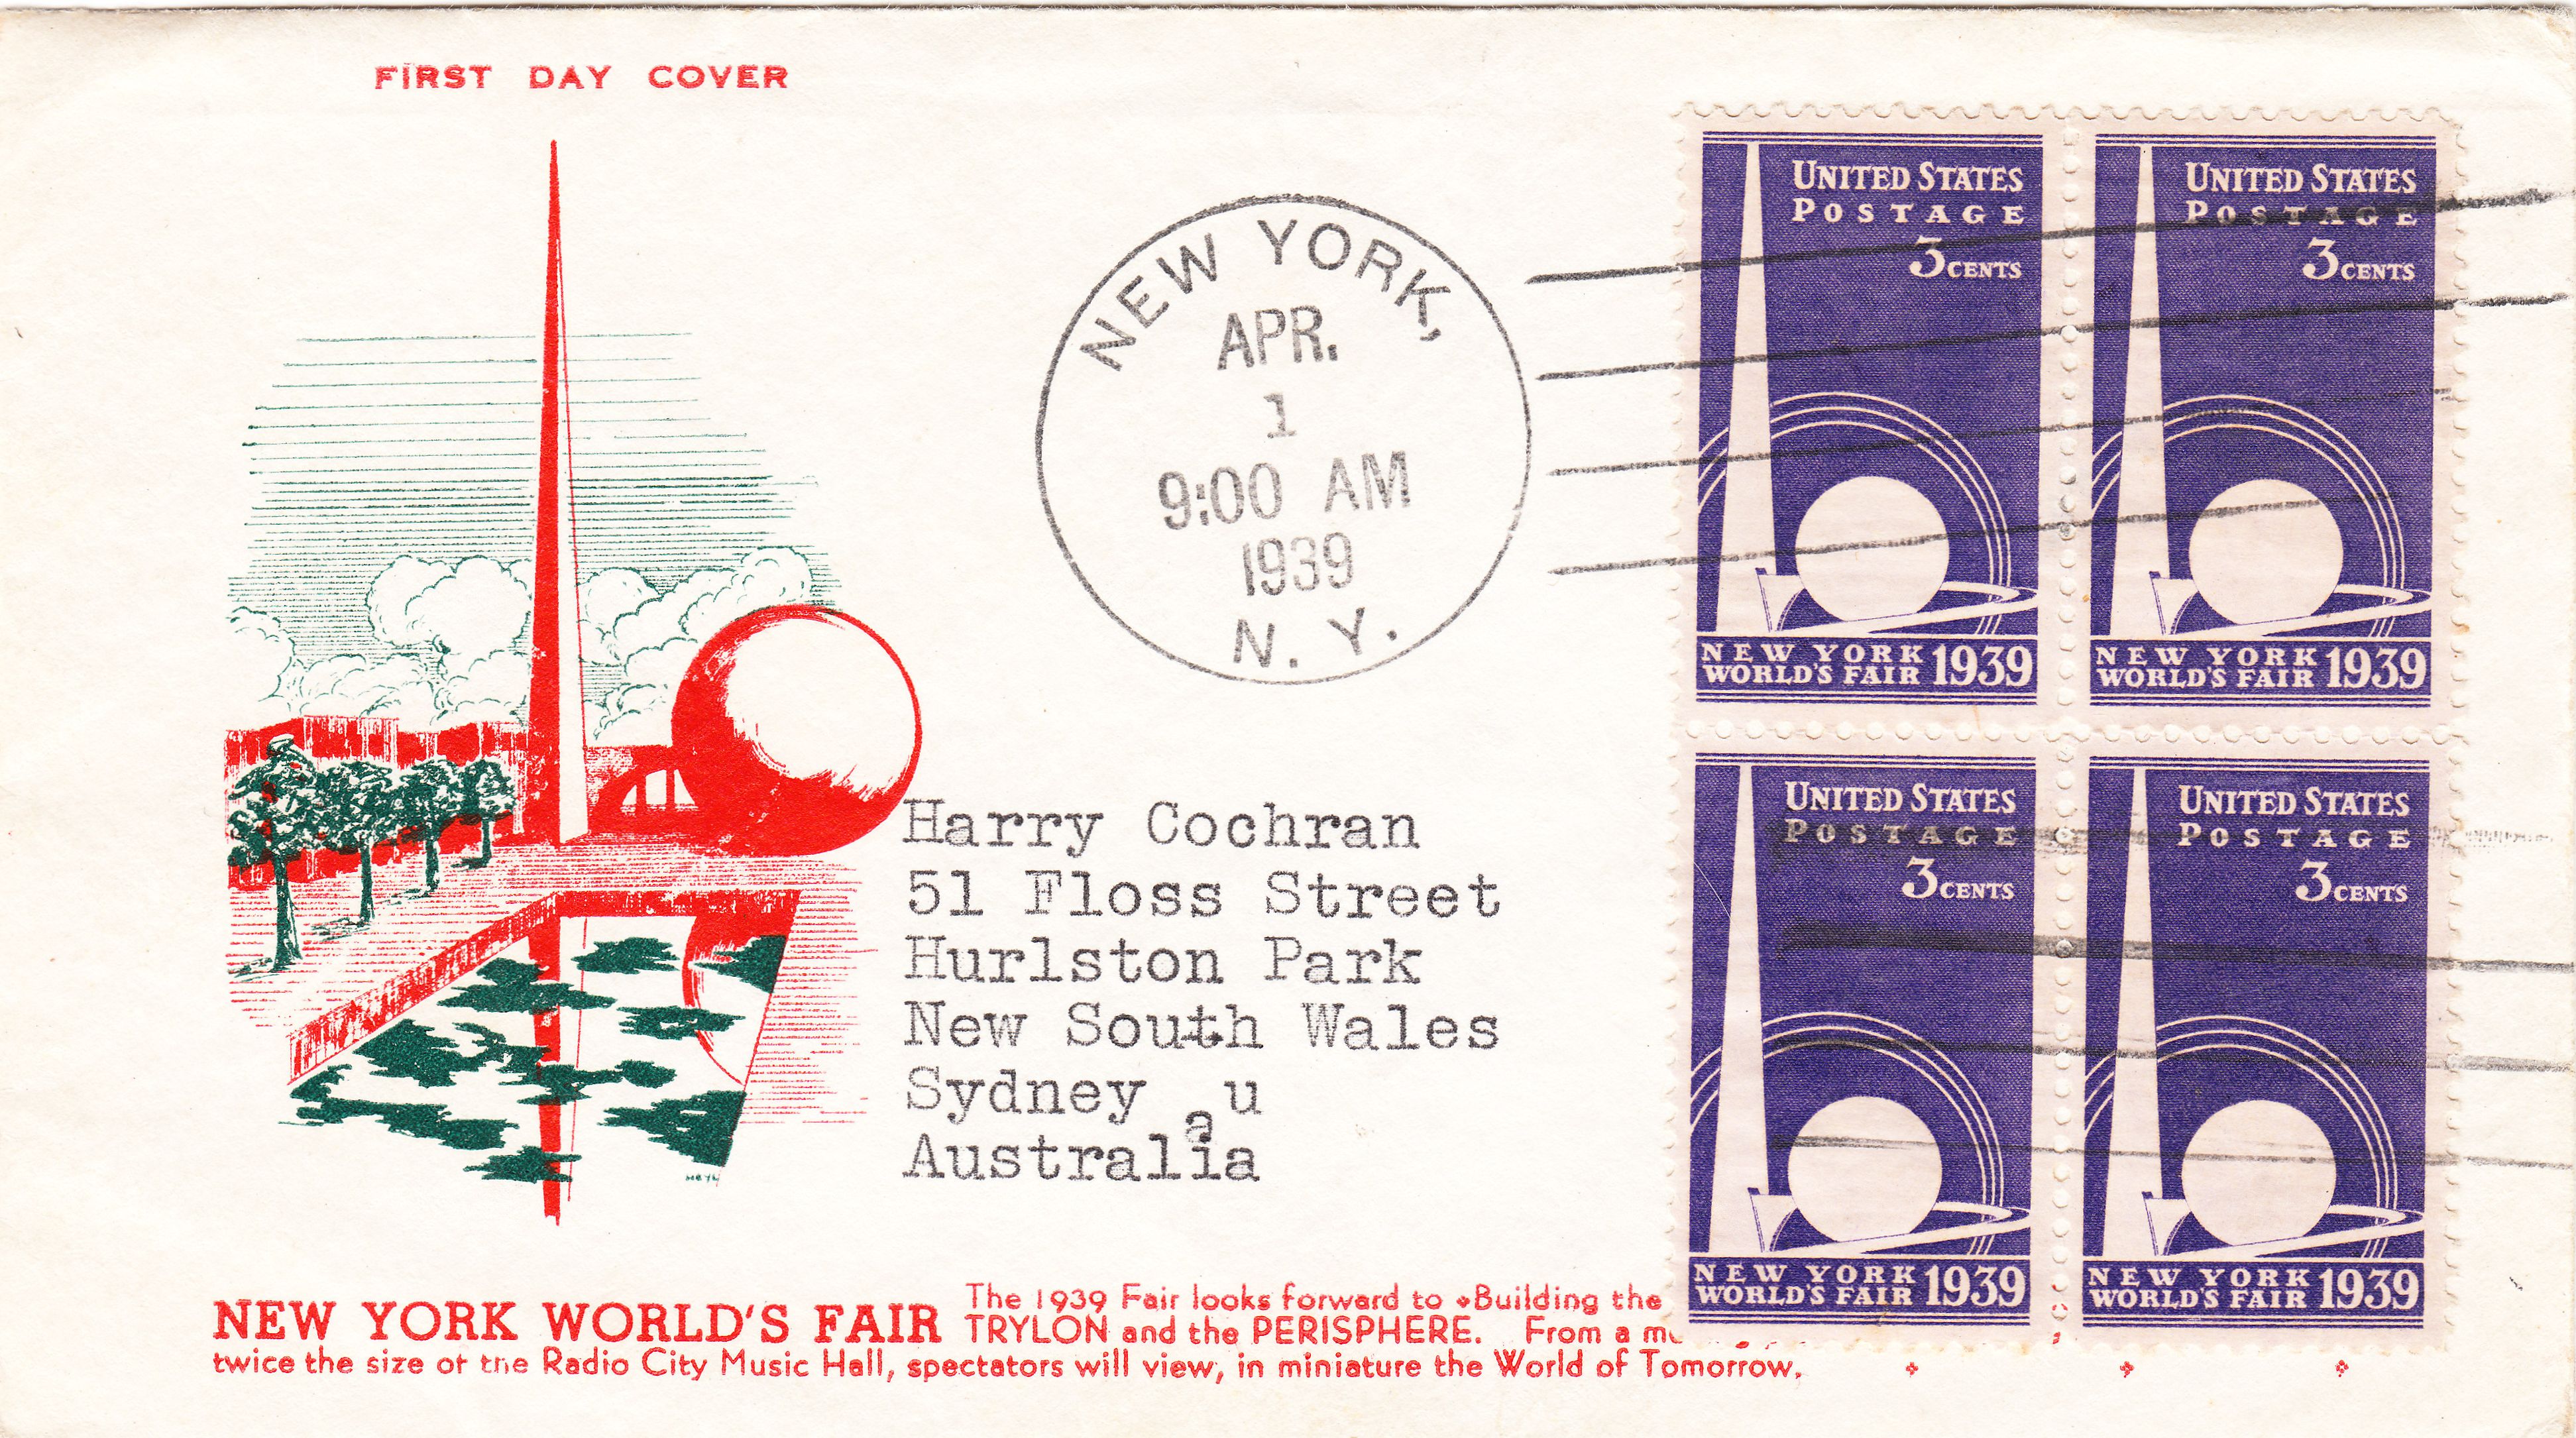 FIRST DAY COVER
NEW YORK,
APR.
1
9:00 AM
1939
N. Y.
UNITED STATES
POSTAGE
3 CENTS
NEW YORK
WORLD'S FAIR 1939
UNITED STATES
POSTAGE
3 CENTS
NEW YORK
WORLD'S FAIR 1939
UNITED STATES
POSTAGE
3 CENTS
NEW YORK
WORLD'S FAIR 1939
UNITED STATES
POSTAGE
3 CENTS
NEW YORK
WORLD'S FAIR 1939
Harry Cochran
51 Floss Street
Hurlston Park
New South Wales
Sydney a u
Australia
NEW YORK WORLD'S FAIR
The 1939 Fair looks forward to Building the
TRYLON and the PERISPHERE. From a
twice the size of the Radio City Music Hall, spectators will view, in miniature the World of Tomorrow.